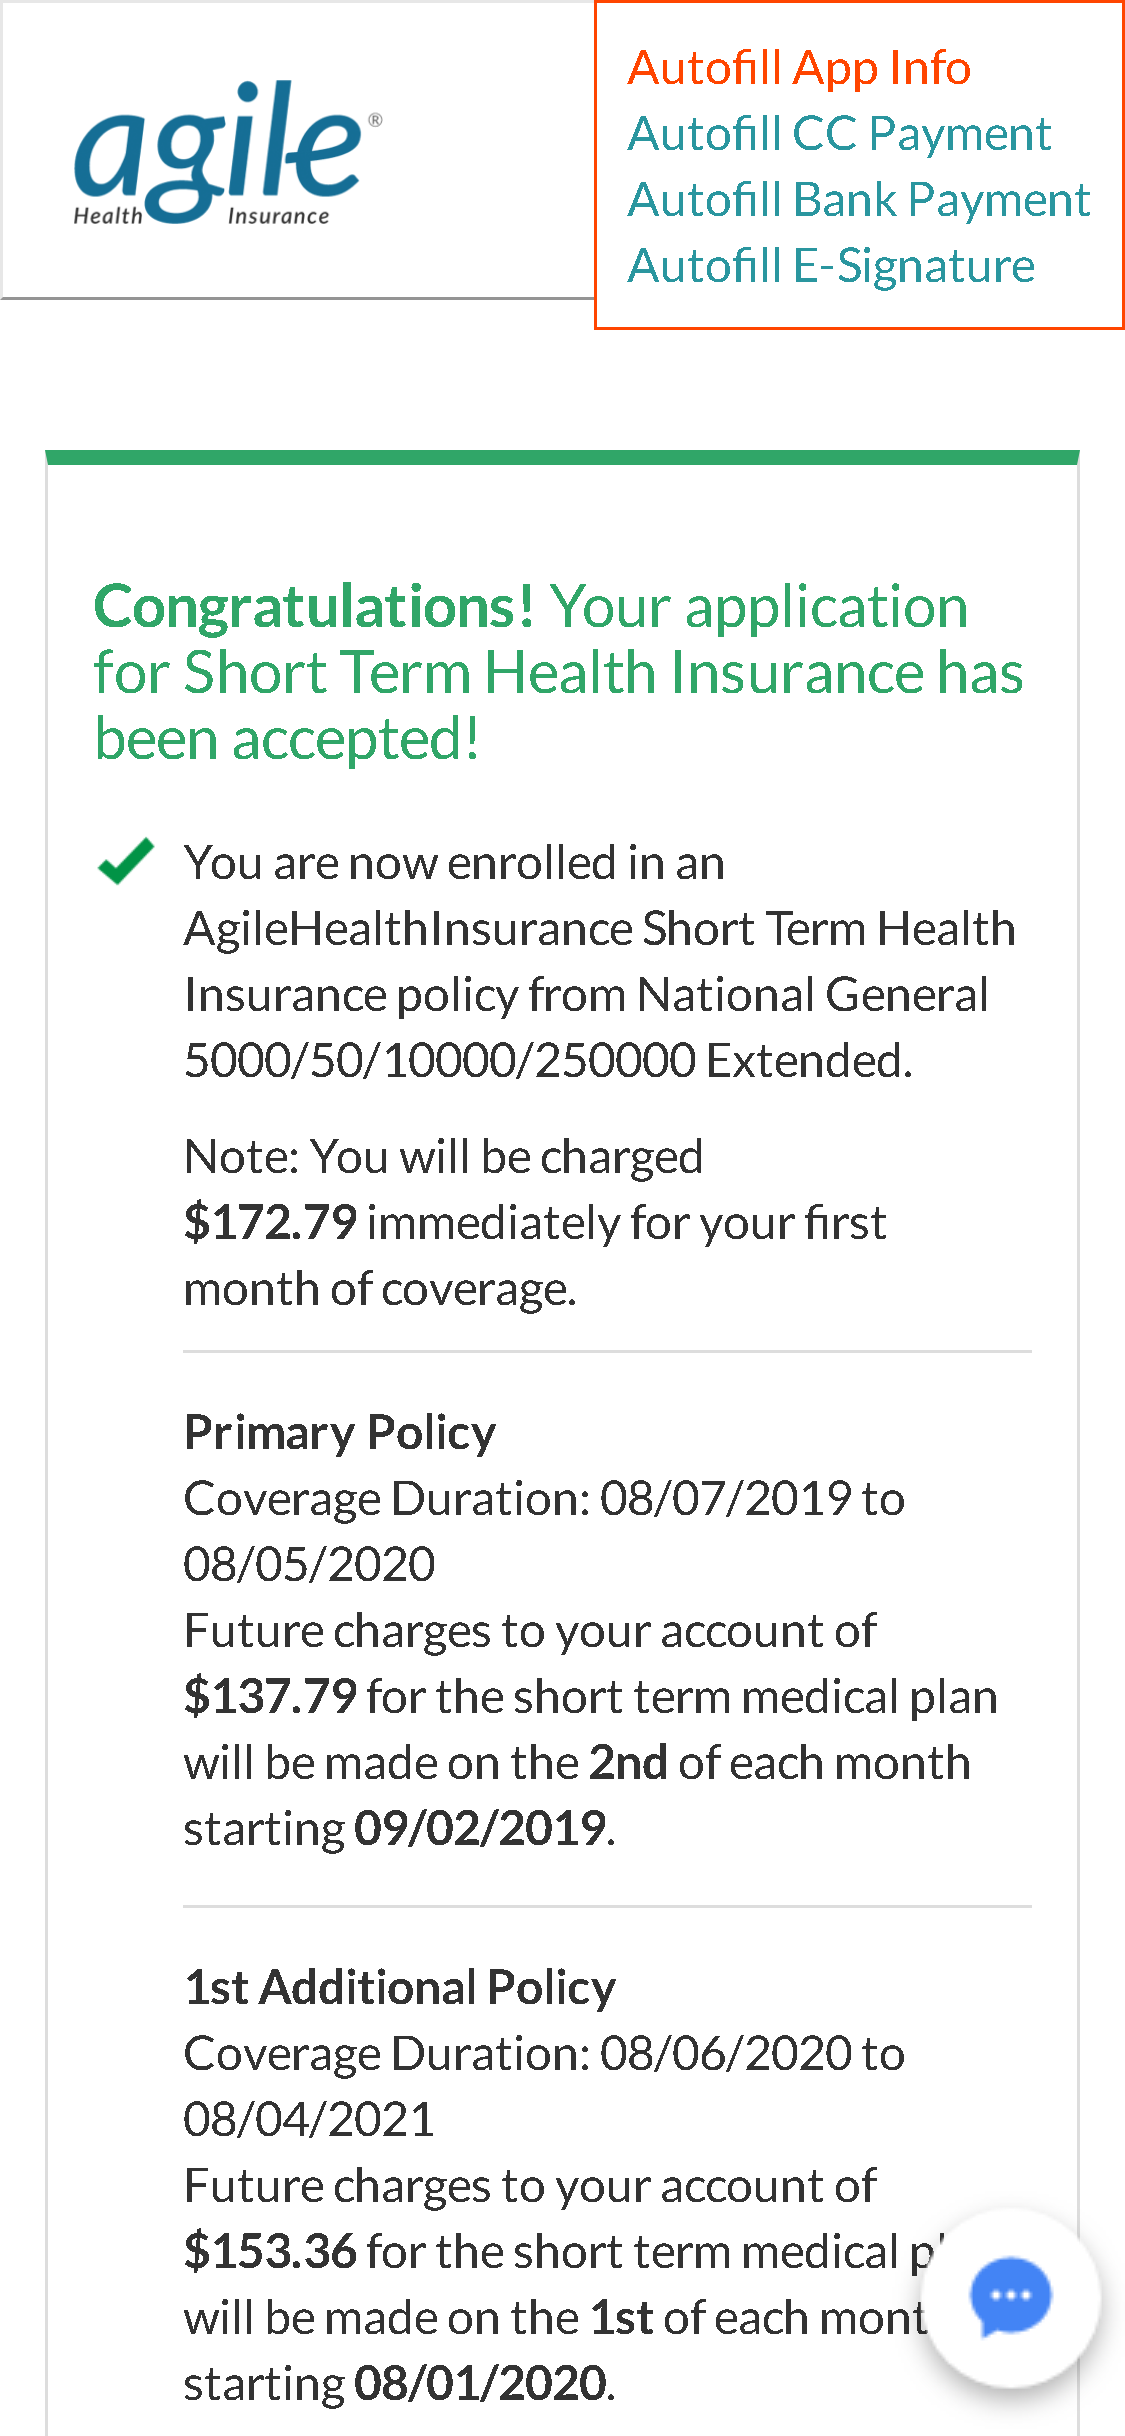 agile®
Health Insurance
Autofill App Info
Autofill CC Payment
Autofill Bank Payment
Autofill E-Signature
Congratulations! Your application
for Short Term Health Insurance has
been accepted!
You are now enrolled in an
AgileHealthInsurance Short Term Health
Insurance policy from National General
5000/50/10000/250000 Extended.
Note: You will be charged
$172.79 immediately for your first
month of coverage.
Primary Policy
Coverage Duration: 08/07/2019 to
08/05/2020
Future charges to your account of
$137.79 for the short term medical plan
will be made on the 2nd of each month
starting 09/02/2019.
1st Additional Policy
Coverage Duration: 08/06/2020 to
08/04/2021
Future charges to your account of
$153.36 for the short term medical
will be made on the 1st of each mont
starting 08/01/2020.